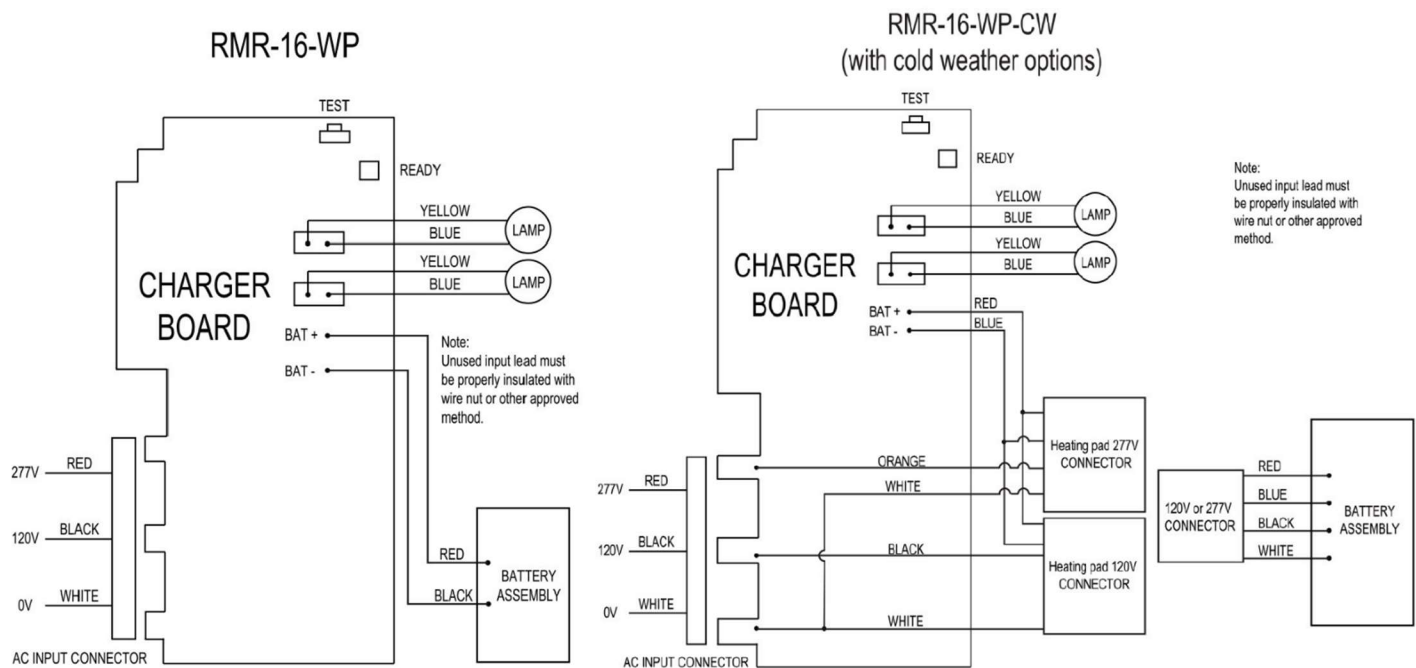 RMR-16-WP
TEST
READY
YELLOW
BLUE
LAMP
YELLOW
BLUE
LAMP
CHARGER
BOARD
BAT +
BAT -
Note:
Unused input lead must
be properly insulated with
wire nut or other approved
method.
277V
RED
120V
BLACK
0V
WHITE
AC INPUT CONNECTOR
RED
BLACK
BATTERY
ASSEMBLY
RMR-16-WP-CW
(with cold weather options)
TEST
READY
YELLOW
BLUE
LAMP
YELLOW
BLUE
LAMP
CHARGER
BOARD
BAT +
RED
BAT -
BLUE
Note:
Unused input lead must
be properly insulated with
wire nut or other approved
method.
Heating pad 277V
CONNECTOR
ORANGE
WHITE
277V
RED
120V
BLACK
0V
WHITE
BLACK
WHITE
Heating pad 120V
CONNECTOR
AC INPUT CONNECTOR
120V or 277V
CONNECTOR
RED
BLUE
BLACK
WHITE
BATTERY
ASSEMBLY